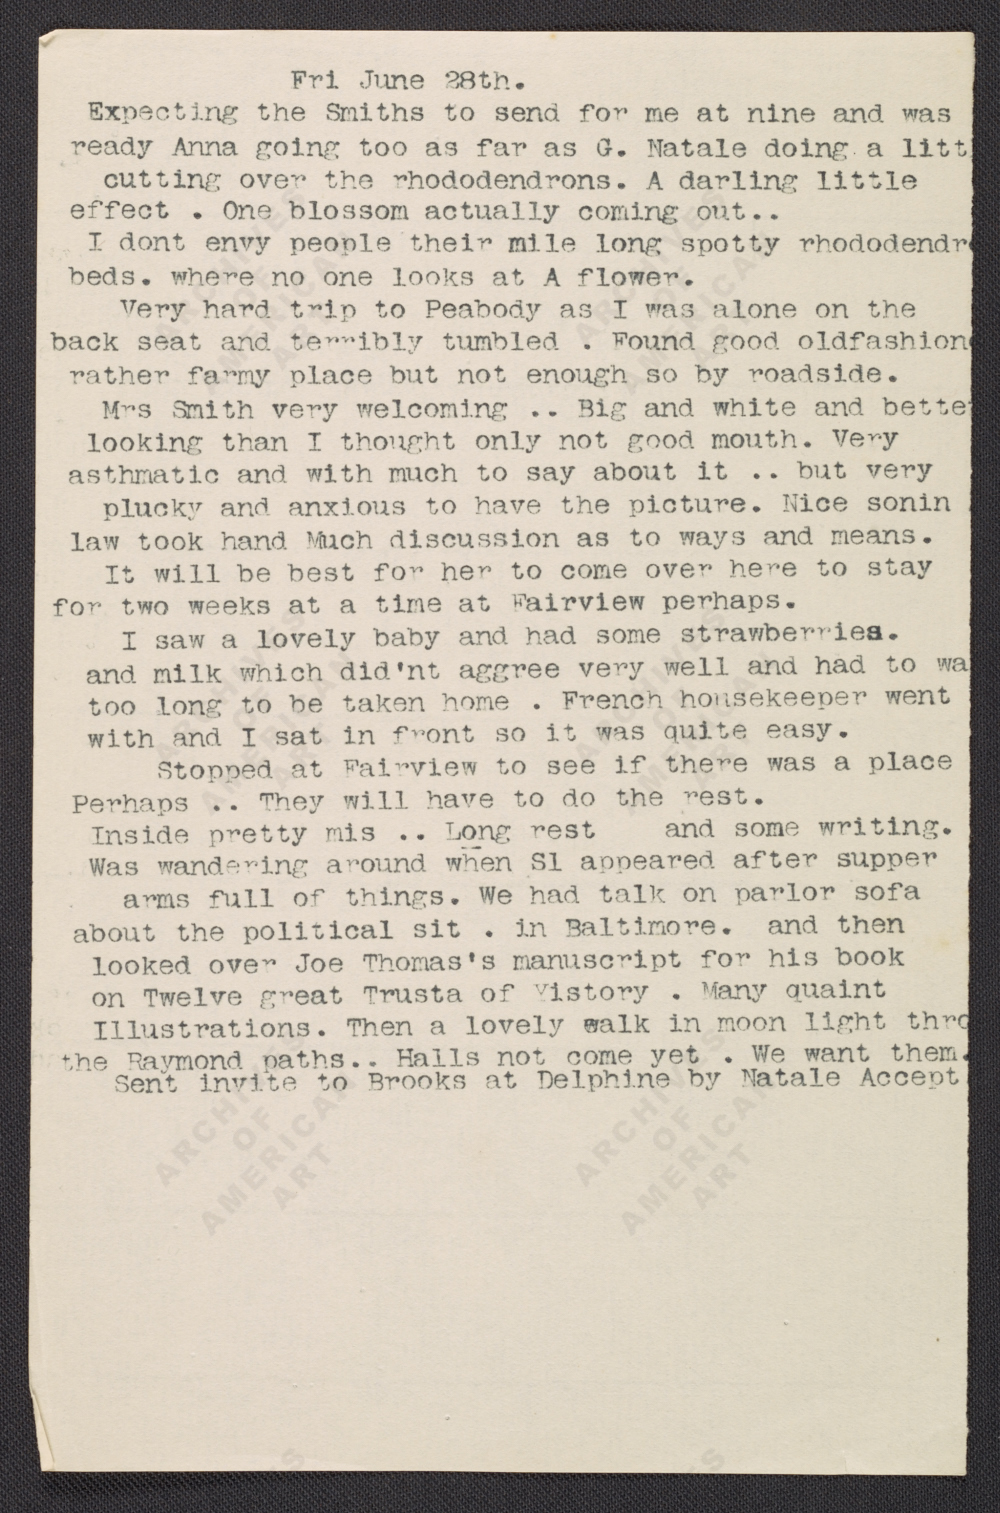 Fri June 28th.
Expecting the Smiths to send for me at nine and was
ready Anna going too as far as G. Natale doing a litt
cutting over the rhododendrons. A darling little
effect . One blossom actually coming out..
I dont envy people their mile long spotty rhododendr
beds. where no one looks at A flower.
Very hard trip to Peabody as I was alone on the
back seat and terribly tumbled . Found good oldfashion
rather farmy place but not enough so by roadside.
Mrs Smith very welcoming .. Big and white and bette
looking than I thought only not good mouth. Very
asthmatic and with much to say about it .. but very
plucky and anxious to have the picture. Nice sonin
law took hand Much discussion as to ways and means.
It will be best for her to come over here to stay
for two weeks at a time at Fairview perhaps.
I saw a lovely baby and had some strawberries.
and milk which did'nt aggree very well and had to wa
too long to be taken home . French housekeeper went
with and I sat in front so it was quite easy.
Stopped at Fairview to see if there was a place
Perhaps .. They will have to do the rest.
Inside pretty mis .. Long rest and some writing.
Was wandering around when Sl appeared after supper
arms full of things. We had talk on parlor sofa
about the political sit . in Baltimore. and then
looked over Joe Thomas's manuscript for his book
on Twelve great Trusta of Yistory . Many quaint
Illustrations. Then a lovely walk in moon light thro
the Raymond paths.. Halls not come yet . We want them.
Sent invite to Brooks at Delphine by Natale Accept
ARCHIVES
OF
AMERICAN
ART
ARCHIVES
OF
AMERICAN
ART